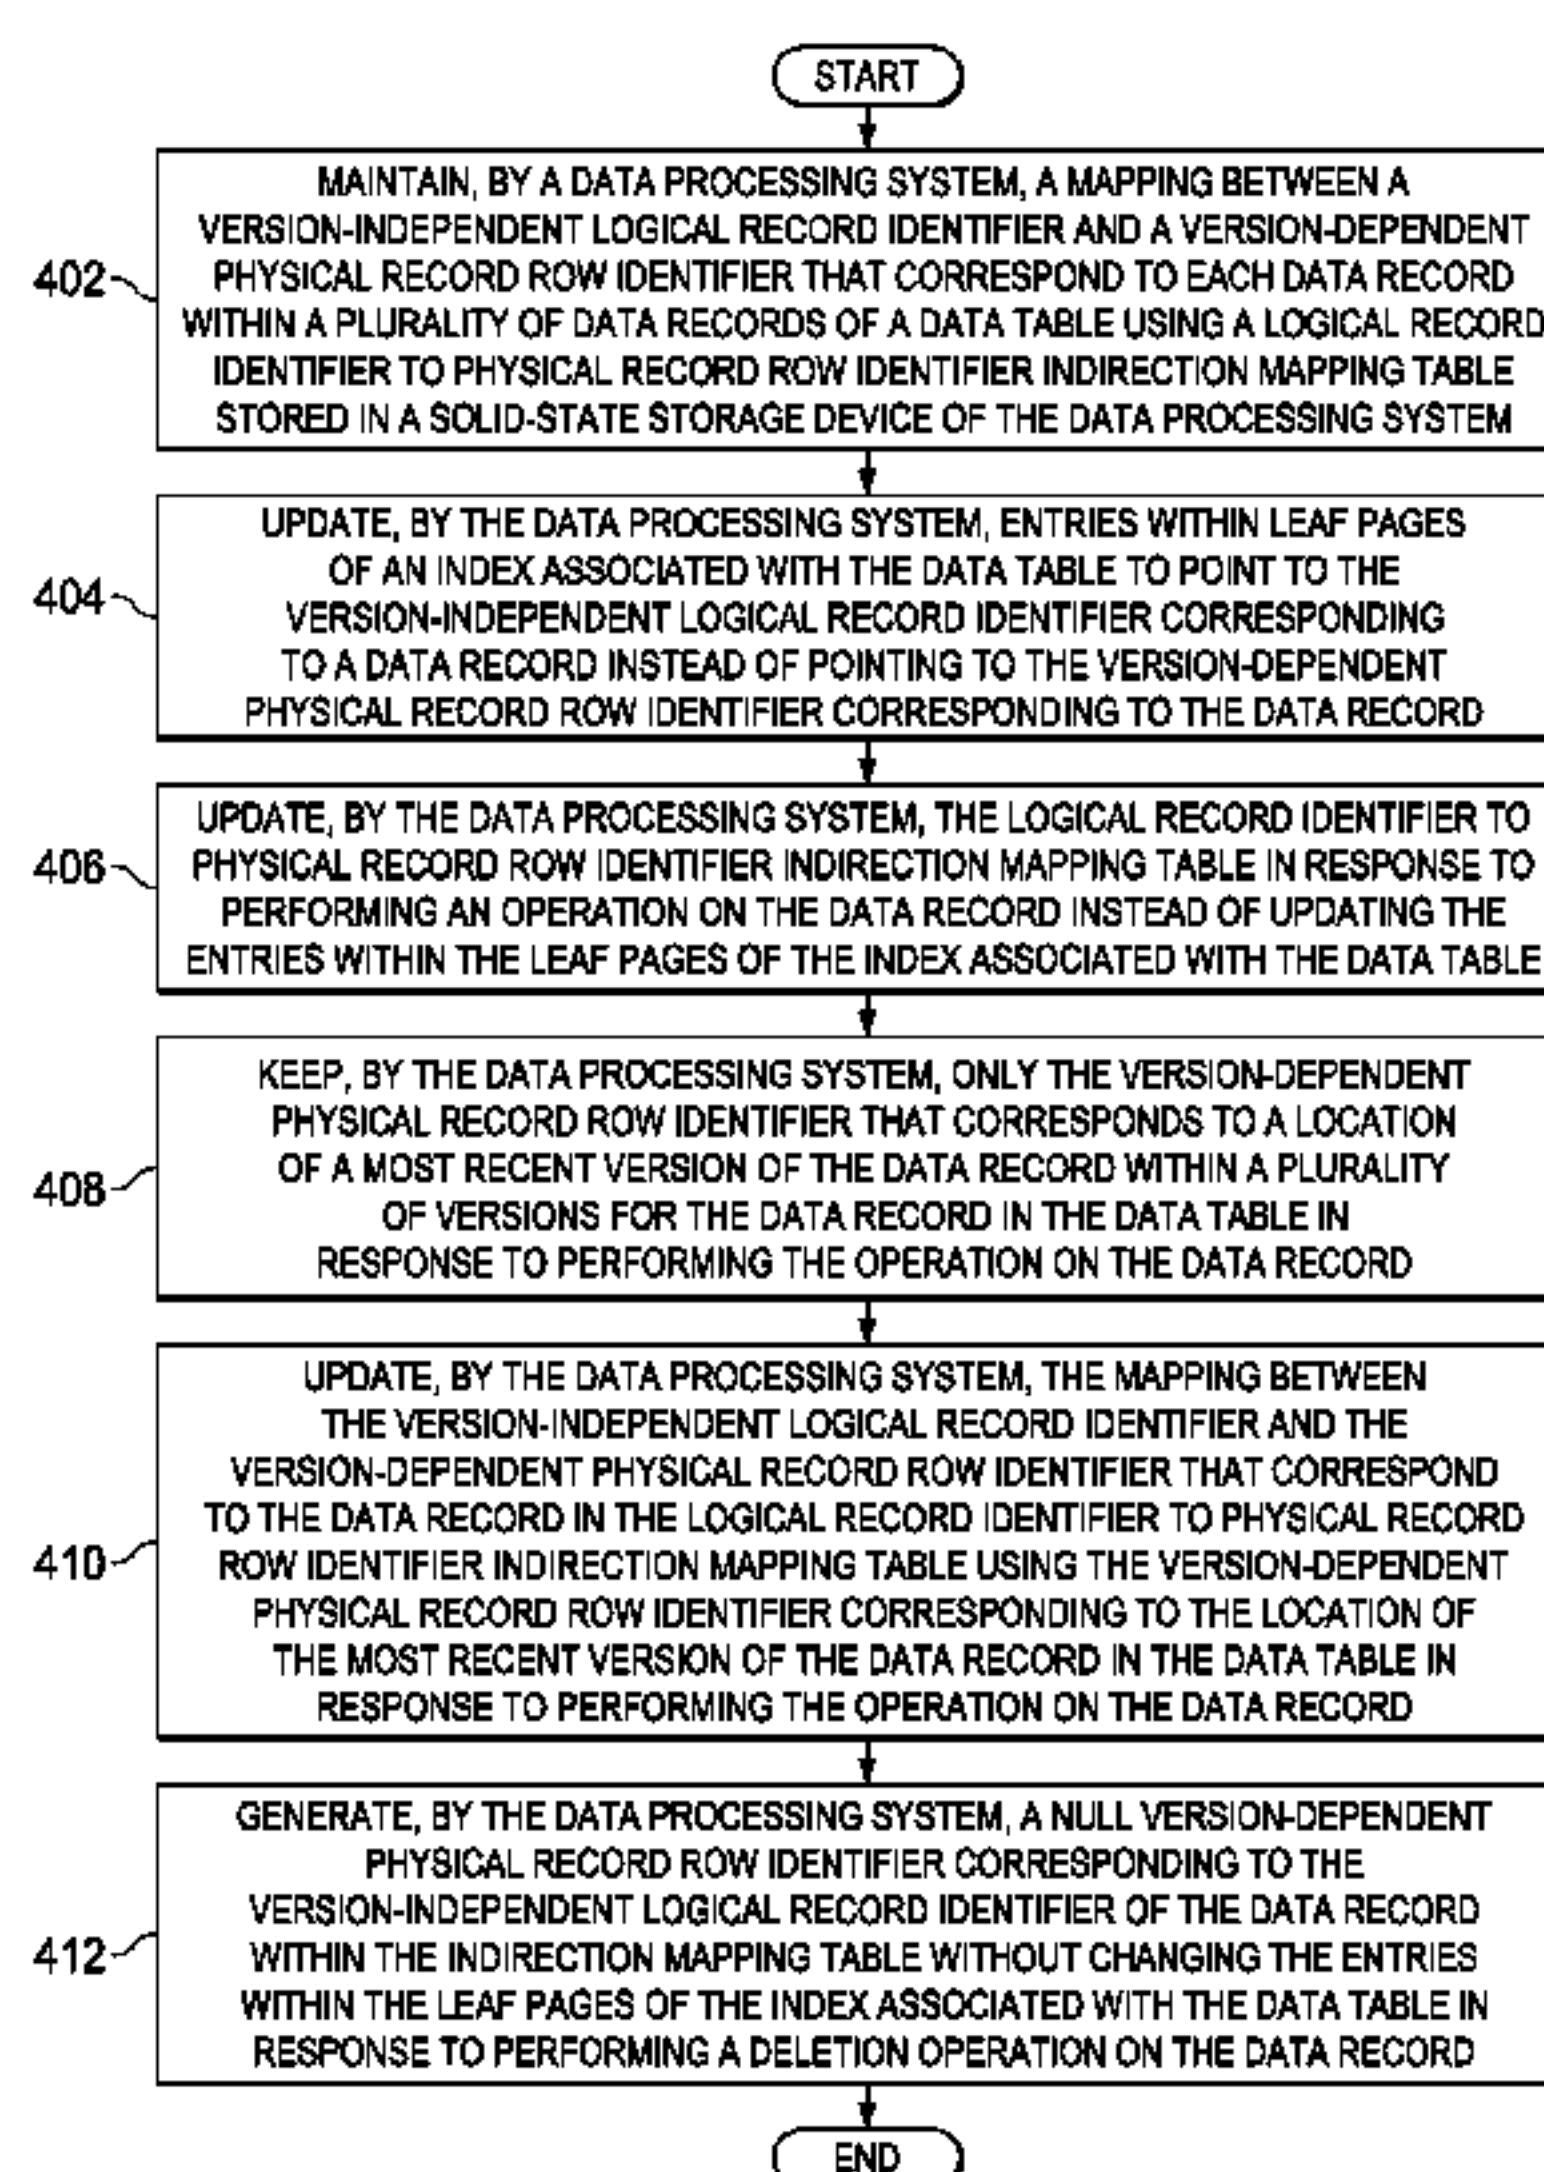 START
MAINTAIN, BY A DATA PROCESSING SYSTEM, A MAPPING BETWEEN A
VERSION-INDEPENDENT LOGICAL RECORD IDENTIFIER AND A VERSION-DEPENDENT
PHYSICAL RECORD ROW IDENTIFIER THAT CORRESPOND TO EACH DATA RECORD
402
WITHIN A PLURALITY OF DATA RECORDS OF A DATA TABLE USING A LOGICAL RECORD
IDENTIFIER TO PHYSICAL RECORD ROW IDENTIFIER INDIRECTION MAPPING TABLE
STORED IN A SOLID-STATE STORAGE DEVICE OF THE DATA PROCESSING SYSTEM
UPDATE, BY THE DATA PROCESSING SYSTEM, ENTRIES WITHIN LEAF PAGES
OF AN INDEX ASSOCIATED WITH THE DATA TABLE TO POINT TO THE
404
VERSION-INDEPENDENT LOGICAL RECORD IDENTIFIER CORRESPONDING
TO A DATA RECORD INSTEAD OF POINTING TO THE VERSION-DEPENDENT
PHYSICAL RECORD ROW IDENTIFIER CORRESPONDING TO THE DATA RECORD
UPDATE, BY THE DATA PROCESSING SYSTEM, THE LOGICAL RECORD IDENTIFIER TO
406
PHYSICAL RECORD ROW IDENTIFIER INDIRECTION MAPPING TABLE IN RESPONSE TO
PERFORMING AN OPERATION ON THE DATA RECORD INSTEAD OF UPDATING THE
ENTRIES WITHIN THE LEAF PAGES OF THE INDEX ASSOCIATED WITH THE DATA TABLE
KEEP, BY THE DATA PROCESSING SYSTEM, ONLY THE VERSION-DEPENDENT
PHYSICAL RECORD ROW IDENTIFIER THAT CORRESPONDS TO A LOCATION
OF A MOST RECENT VERSION OF THE DATA RECORD WITHIN A PLURALITY
408
OF VERSIONS FOR THE DATA RECORD IN THE DATA TABLE IN
RESPONSE TO PERFORMING THE OPERATION ON THE DATA RECORD
UPDATE, BY THE DATA PROCESSING SYSTEM, THE MAPPING BETWEEN
THE VERSION-INDEPENDENT LOGICAL RECORD IDENTIFIER AND THE
VERSION-DEPENDENT PHYSICAL RECORD ROW IDENTIFIER THAT CORRESPOND
TO THE DATA RECORD IN THE LOGICAL RECORD IDENTIFIER TO PHYSICAL RECORD
410
ROW IDENTIFIER INDIRECTION MAPPING TABLE USING THE VERSION-DEPENDENT
PHYSICAL RECORD ROW IDENTIFIER CORRESPONDING TO THE LOCATION OF
THE MOST RECENT VERSION OF THE DATA RECORD IN THE DATA TABLE IN
RESPONSE TO PERFORMING THE OPERATION ON THE DATA RECORD
GENERATE, BY THE DATA PROCESSING SYSTEM, A NULL VERSION-DEPENDENT
PHYSICAL RECORD ROW IDENTIFIER CORRESPONDING TO THE
VERSION-INDEPENDENT LOGICAL RECORD IDENTIFIER OF THE DATA RECORD
412
WITHIN THE INDIRECTION MAPPING TABLE WITHOUT CHANGING THE ENTRIES
WITHIN THE LEAF PAGES OF THE INDEX ASSOCIATED WITH THE DATA TABLE IN
RESPONSE TO PERFORMING A DELETION OPERATION ON THE DATA RECORD
END